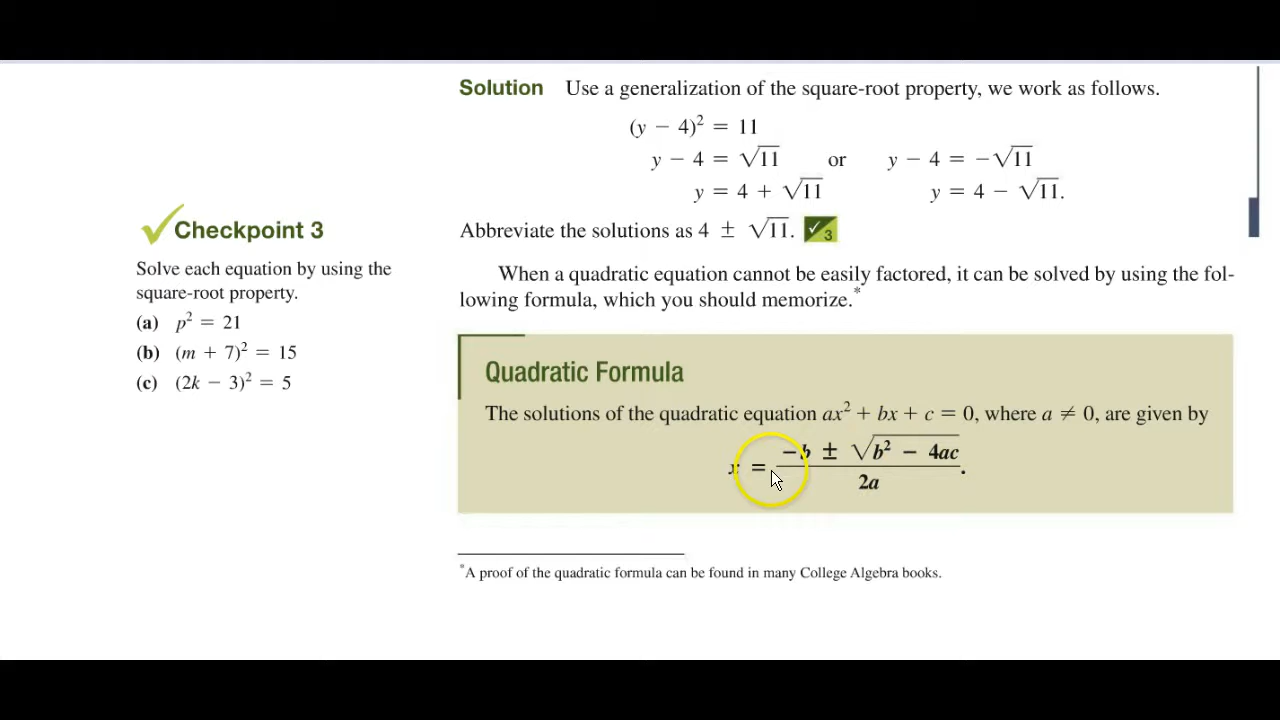 Solution Use a generalization of the square-root property, we work as follows.
(y − 4)² = 11
y − 4 = √11 or y − 4 = −√11
y = 4 + √11 y = 4 − √11.
Abbreviate the solutions as 4 ± √11. ✓3
When a quadratic equation cannot be easily factored, it can be solved by using the fol-
lowing formula, which you should memorize.*
Checkpoint 3
Solve each equation by using the
square-root property.
(a) p² = 21
(b) (m + 7)² = 15
(c) (2k − 3)² = 5
Quadratic Formula
The solutions of the quadratic equation ax² + bx + c = 0, where a ≠ 0, are given by
x = −b ± √b² − 4ac
2a.
*A proof of the quadratic formula can be found in many College Algebra books.